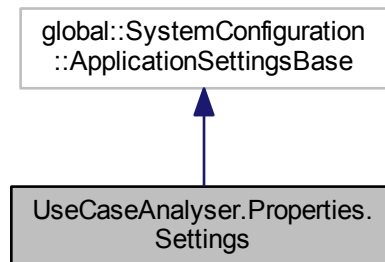 global::SystemConfiguration
::ApplicationSettingsBase
UseCaseAnalyser.Properties.
Settings